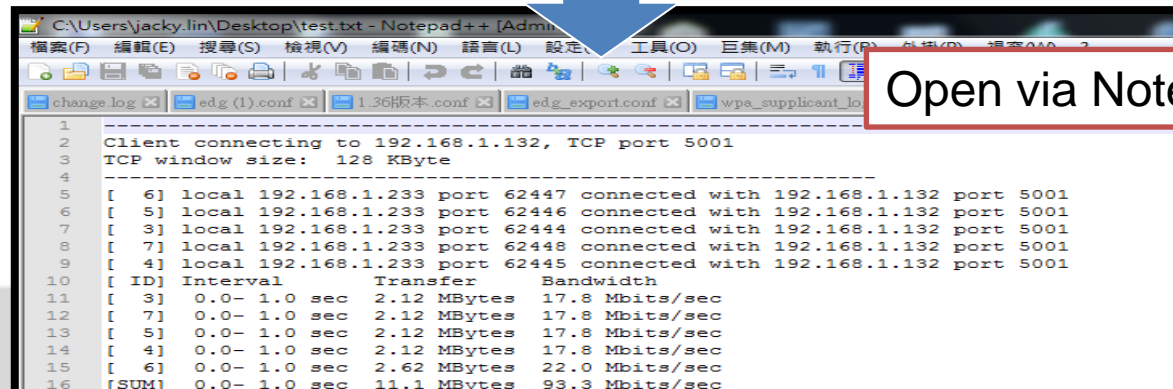 C:\Users\jacky.lin\Desktop\test.txt - Notepad++ [Admin
檔案(F) 編輯(E) 搜尋(S) 檢視(V) 編碼(N) 語言(L) 設定( 工具(O) 巨集(M) 執行(R) 外掛(P) 視窗(W) ?
Open via Note
change.log edg (1).conf 1.36版本.conf edg_export.conf wpa_supplicant_lo
1 ----------------------------------------------------------------
2 Client connecting to 192.168.1.132, TCP port 5001
3 TCP window size: 128 KByte
4 ------------------------------------------------------------
5 [ 6] local 192.168.1.233 port 62447 connected with 192.168.1.132 port 5001
6 [ 5] local 192.168.1.233 port 62446 connected with 192.168.1.132 port 5001
7 [ 3] local 192.168.1.233 port 62444 connected with 192.168.1.132 port 5001
8 [ 7] local 192.168.1.233 port 62448 connected with 192.168.1.132 port 5001
9 [ 4] local 192.168.1.233 port 62445 connected with 192.168.1.132 port 5001
10 [ ID] Interval Transfer Bandwidth
11 [ 3] 0.0- 1.0 sec 2.12 MBytes 17.8 Mbits/sec
12 [ 7] 0.0- 1.0 sec 2.12 MBytes 17.8 Mbits/sec
13 [ 5] 0.0- 1.0 sec 2.12 MBytes 17.8 Mbits/sec
14 [ 4] 0.0- 1.0 sec 2.12 MBytes 17.8 Mbits/sec
15 [ 6] 0.0- 1.0 sec 2.62 MBytes 22.0 Mbits/sec
16 [SUM] 0.0- 1.0 sec 11.1 MBytes 93.3 Mbits/sec